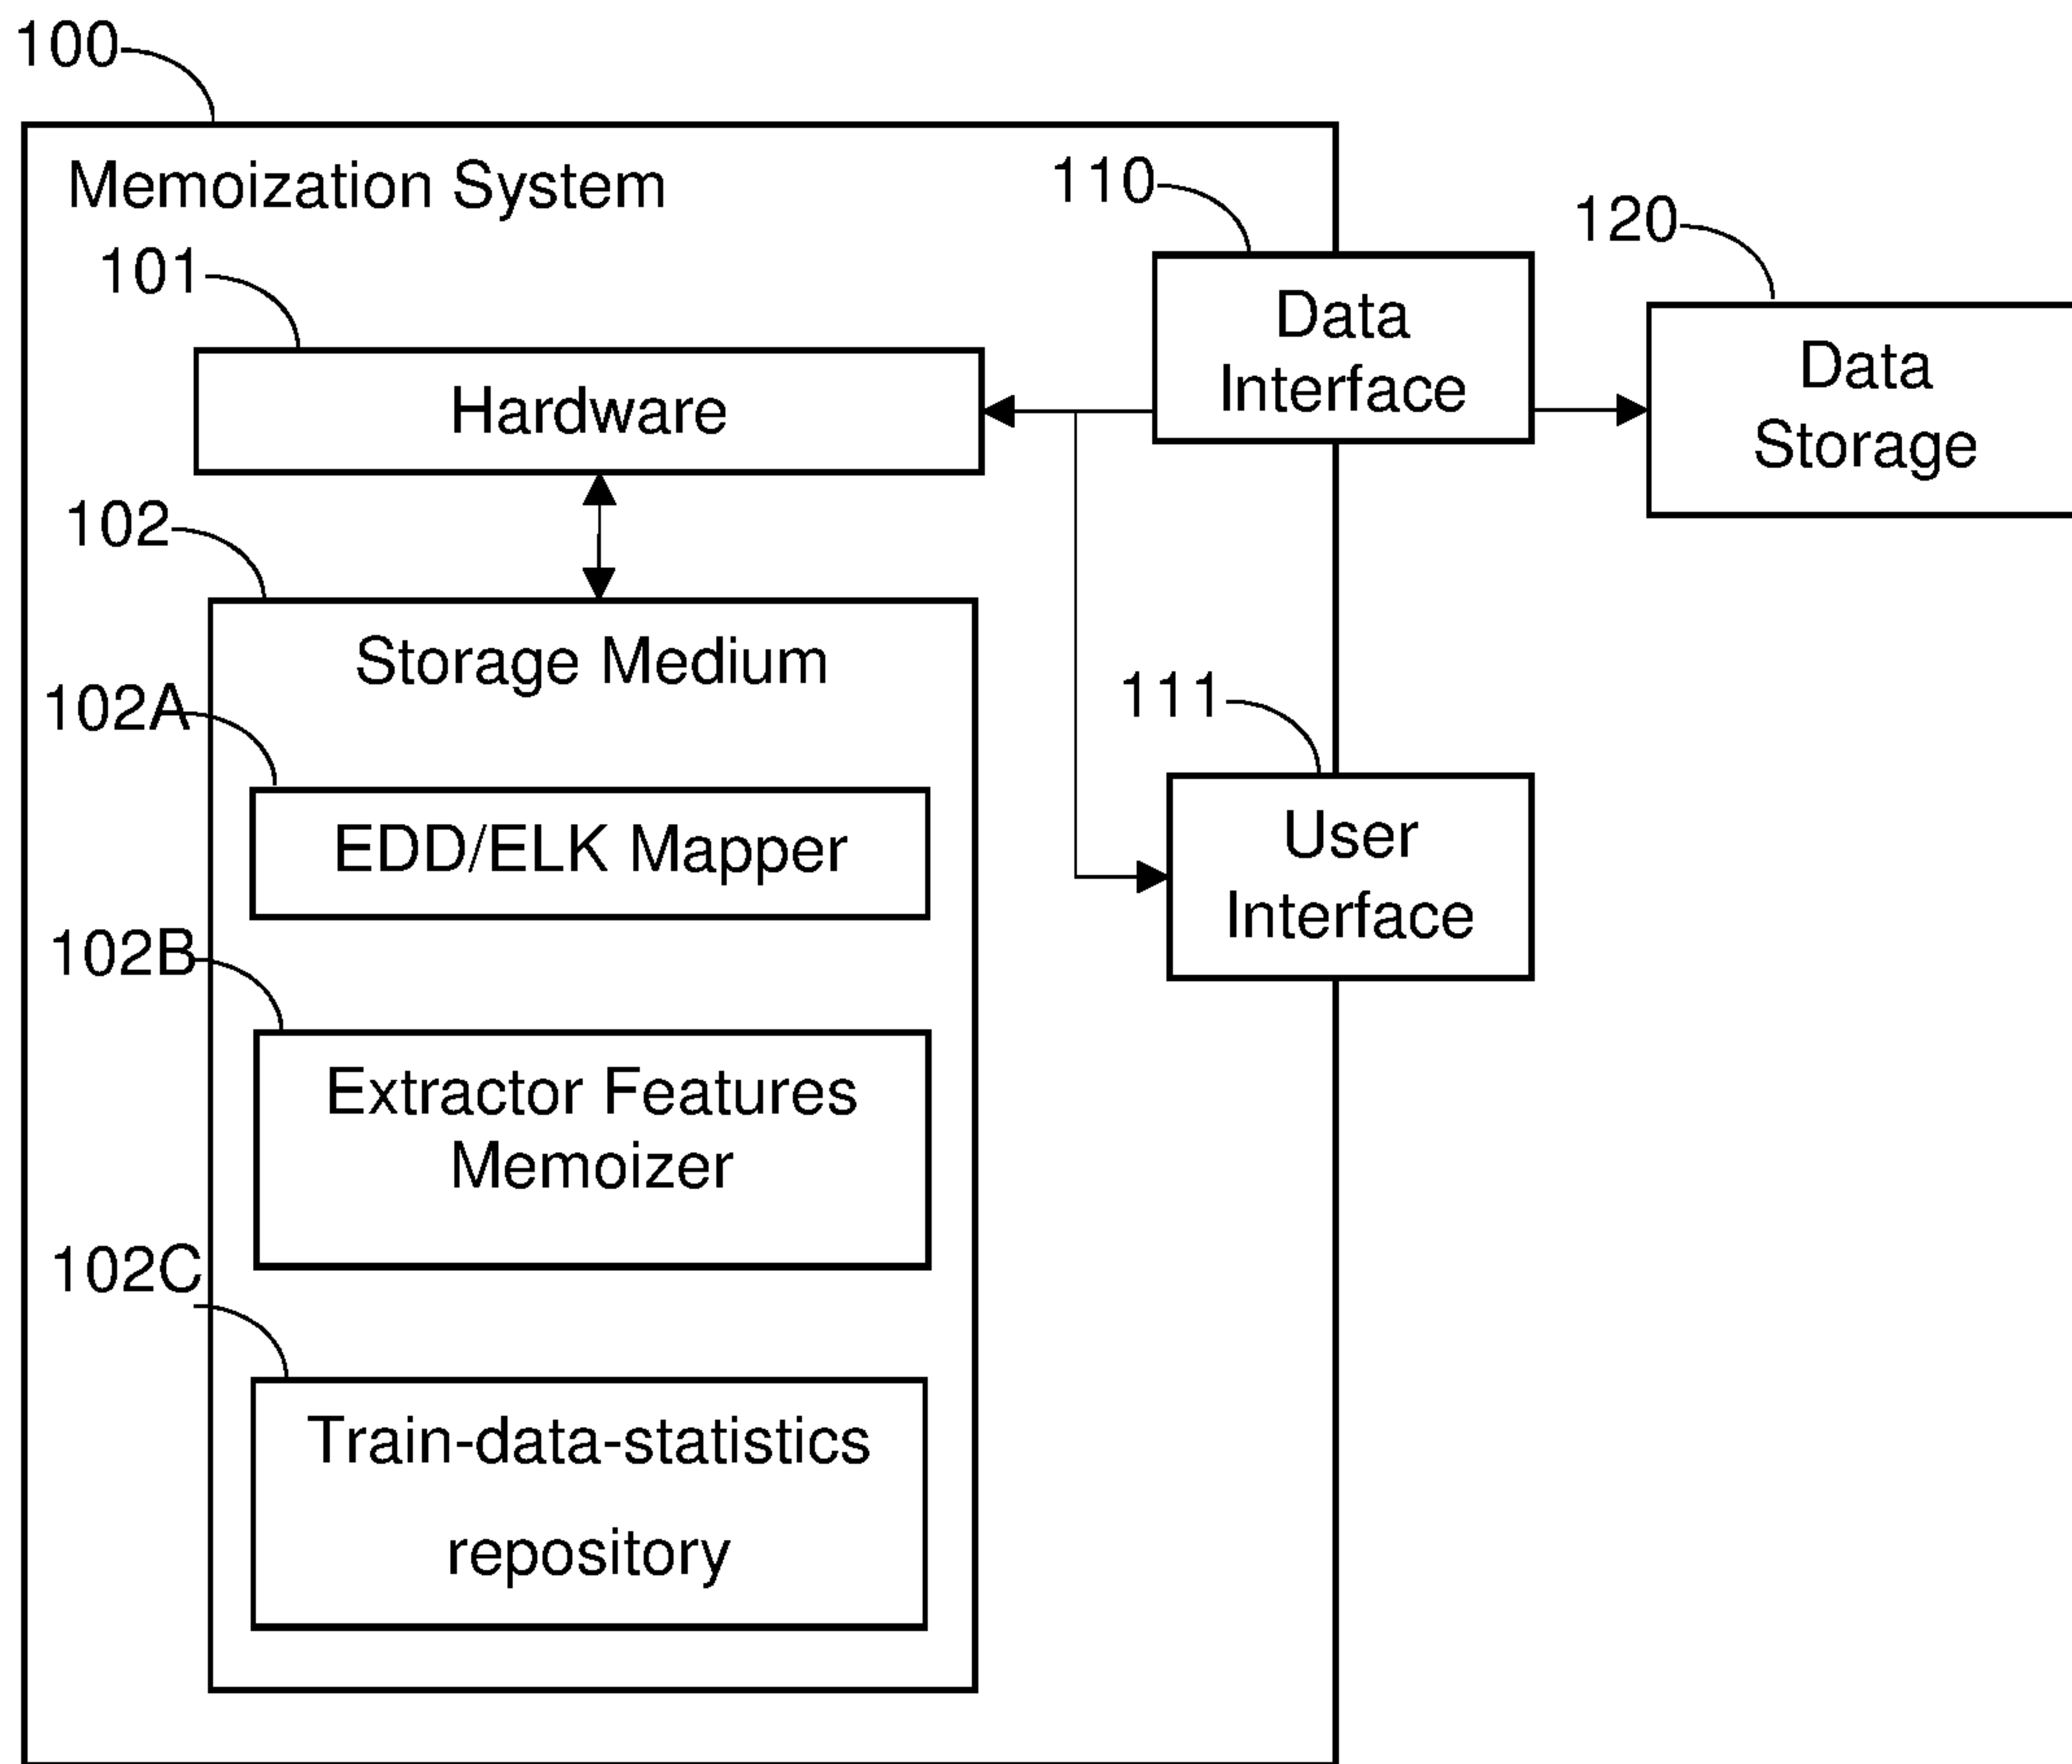 100
Memoization System
110
120
101
Data
Interface
Data
Storage
Hardware
102
Storage Medium
102A
111
EDD/ELK Mapper
User
Interface
102B
Extractor Features
Memoizer
102C
Train-data-statistics
repository